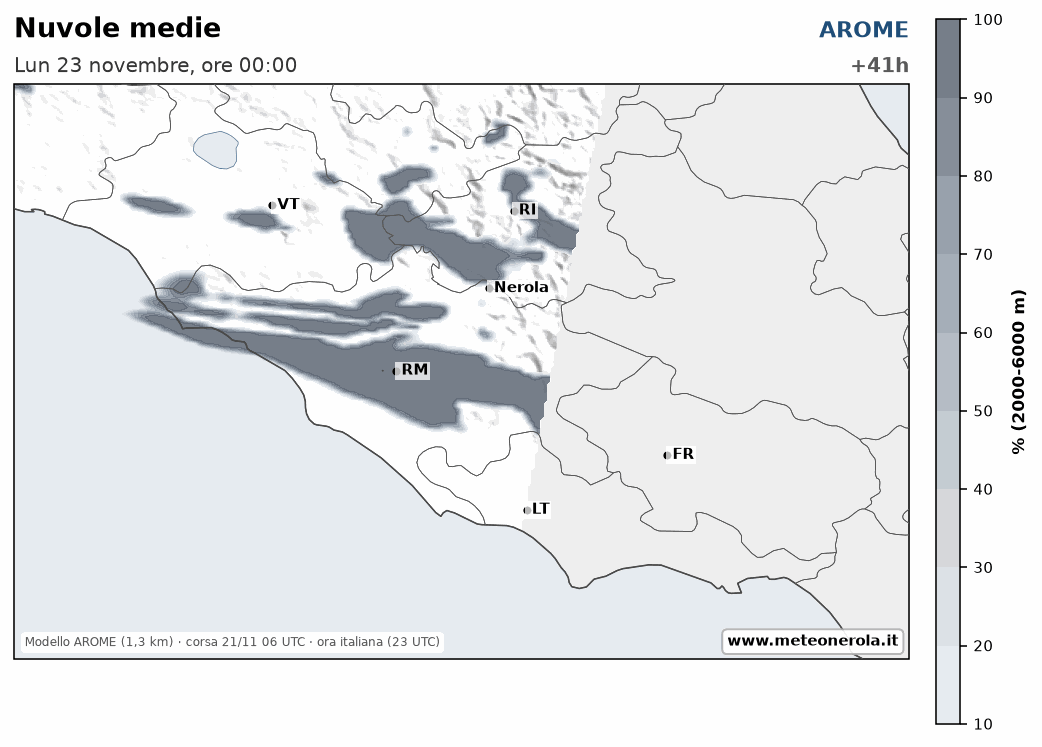 Nuvole medie
AROME
Lun 23 novembre, ore 00:00
+41h
100
90
80
70
60
50
40
30
20
10
% (2000-6000 m)
VT
RI
Nerola
RM
FR
LT
Modello AROME (1,3 km) · corsa 21/11 06 UTC · ora italiana (23 UTC)
www.meteonerola.it